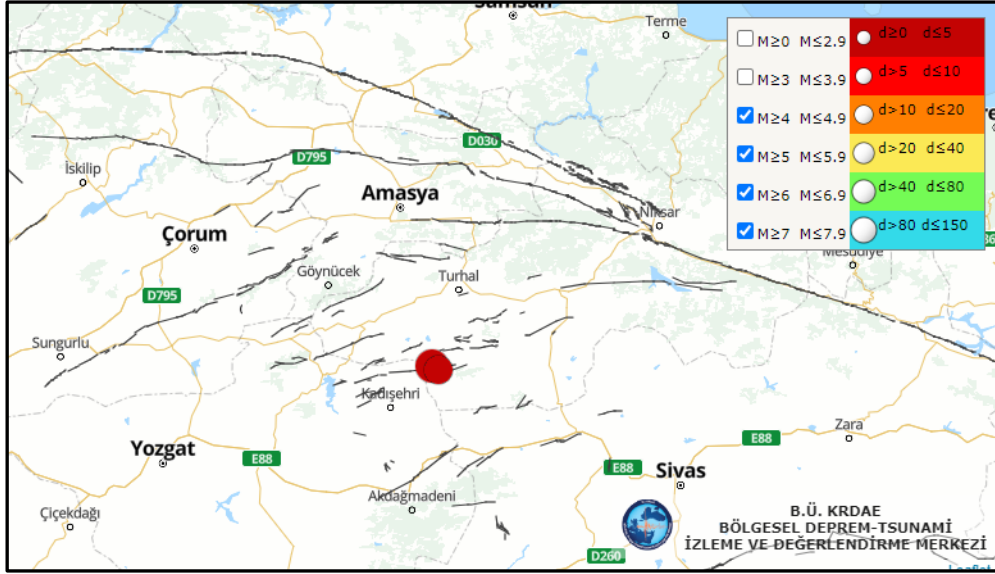 Samsun
Terme
M≥0 M≤2.9
d≥0 d≤5
M≥3 M≤3.9
d>5 d≤10
M≥4 M≤4.9
d>10 d≤20
M≥5 M≤5.9
d>20 d≤40
M≥6 M≤6.9
d>40 d≤80
M≥7 M≤7.9
d>80 d≤150
D030
D795
İskilip
Amasya
Niksar
Çorum
Mesudiye
Göynücek
Turhal
D795
Sungurlu
Kadışehri
Zara
Yozgat
E88
E88
E88
Sivas
Akdağmadeni
Çiçekdağı
B.Ü. KRDAE
BÖLGESEL DEPREM-TSUNAMİ
İZLEME VE DEĞERLENDİRME MERKEZİ
D260
Leaflet